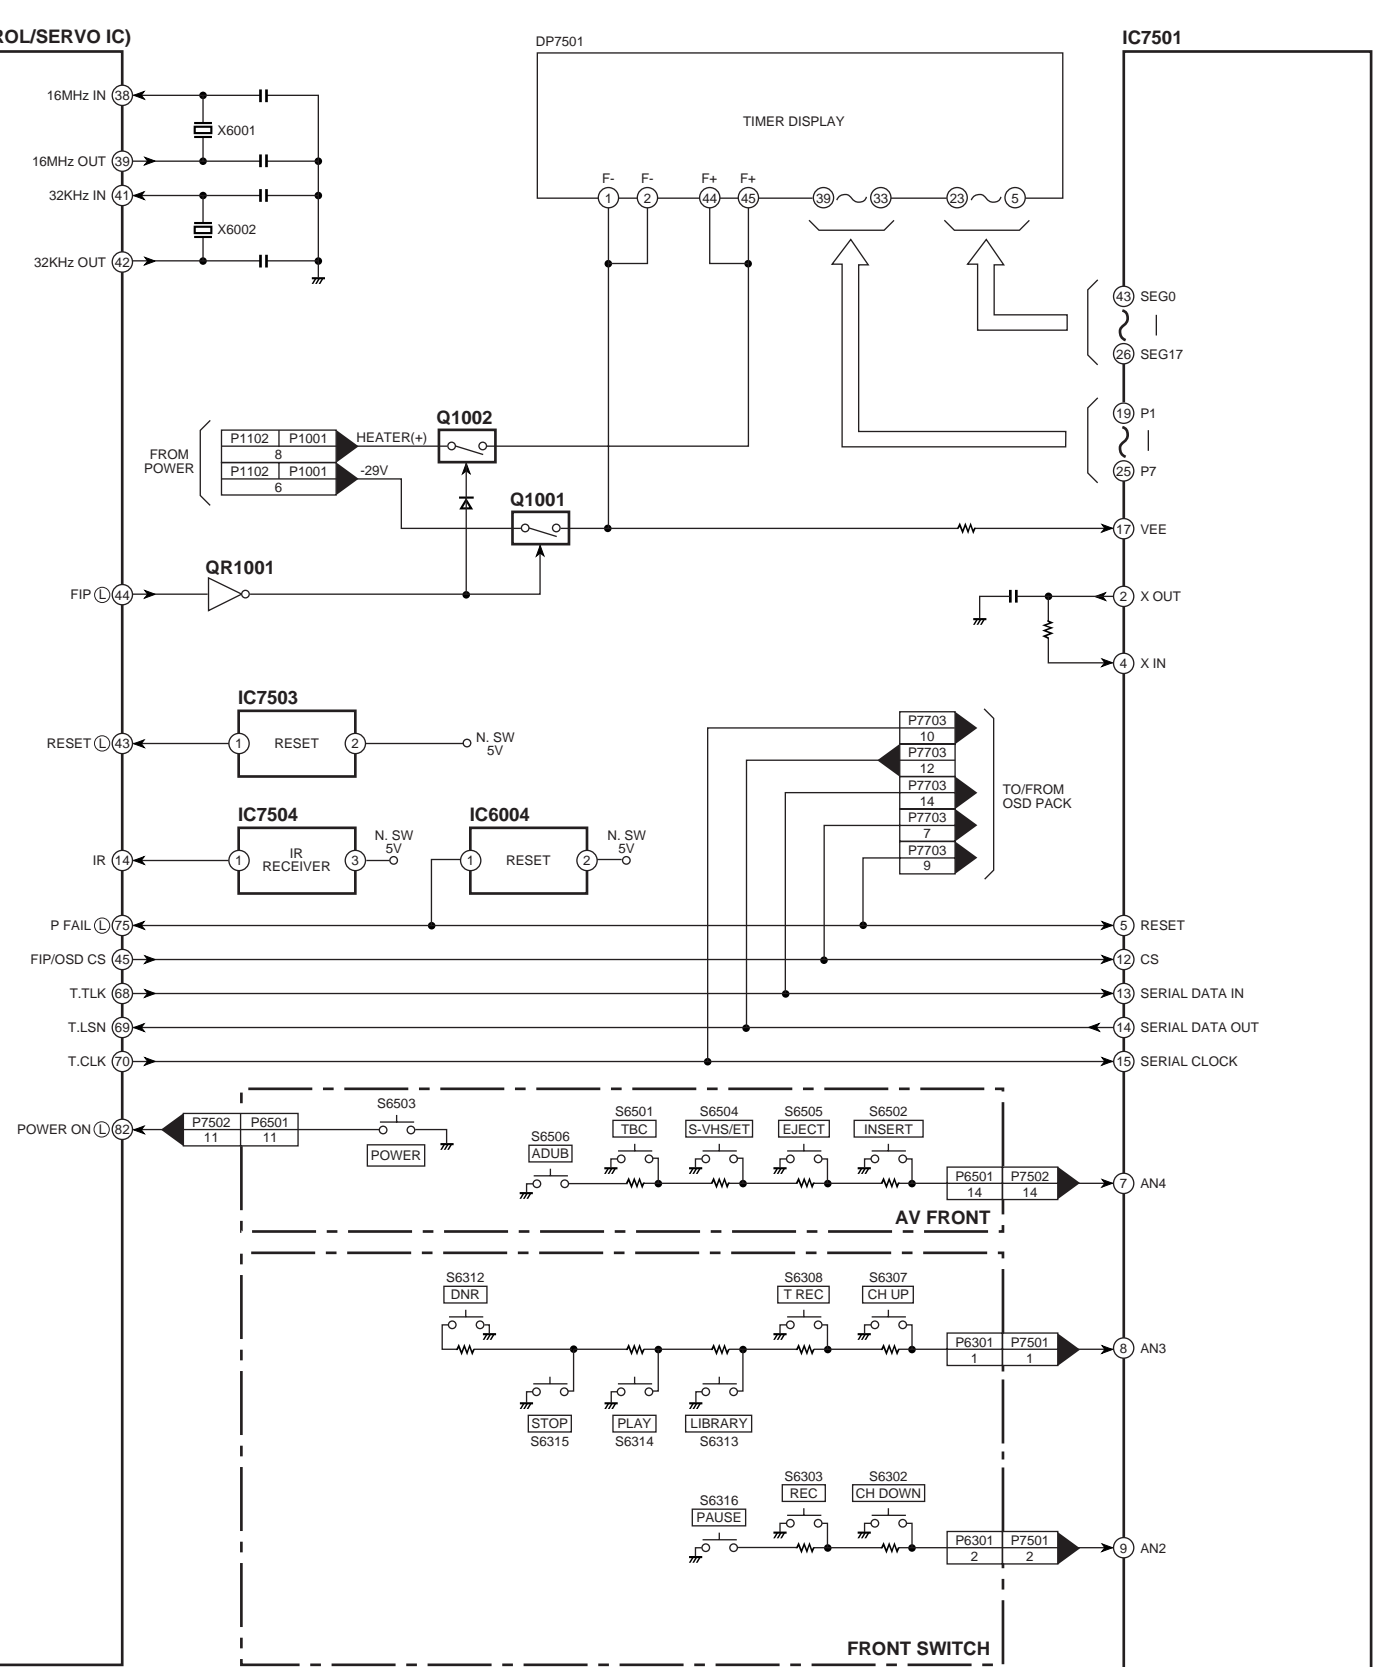 ROL/SERVO IC)
DP7501
IC7501
16MHz IN 38
X6001
TIMER DISPLAY
16MHz OUT 39
32KHz IN 41
F- F- F+ F+
1 2 44 45 39 33 23 5
X6002
32KHz OUT 42
43 SEG0
26 SEG17
19 P1
25 P7
Q1002
FROM
POWER
P1102 P1001
8
HEATER(+)
P1102 P1001
6
-29V
Q1001
17 VEE
QR1001
FIP L 44
2 X OUT
4 X IN
IC7503
RESET L 43
1 RESET 2
N. SW
5V
P7703
10
P7703
12
P7703
14
P7703
7
P7703
9
TO/FROM
OSD PACK
IC7504
IC6004
IR 14
1 IR
RECEIVER 3
N. SW
5V
1 RESET 2
N. SW
5V
P FAIL L 75
5 RESET
FIP/OSD CS 45
12 CS
T.TLK 68
13 SERIAL DATA IN
T.LSN 69
14 SERIAL DATA OUT
T.CLK 70
15 SERIAL CLOCK
POWER ON L 82
P7502 P6501
11 11
S6503
POWER
S6506
ADUB
S6501
TBC
S6504
S-VHS/ET
S6505
EJECT
S6502
INSERT
P6501 P7502
14 14
7 AN4
AV FRONT
S6312
DNR
S6308
T REC
S6307
CH UP
P6301 P7501
1 1
8 AN3
STOP
S6315
PLAY
S6314
LIBRARY
S6313
S6316
PAUSE
S6303
REC
S6302
CH DOWN
P6301 P7501
2 2
9 AN2
FRONT SWITCH